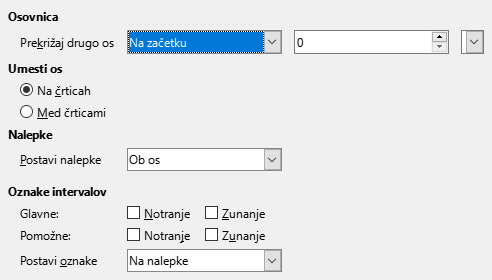 Osovnica
Prekrižaj drugo os Na začetku 0
Umesti os
Na črticah
Med črticami
Nalepke
Postavi nalepke Ob os
Oznake intervalov
Glavne: Notranje Zunanje
Pomožne: Notranje Zunanje
Postavi oznake Na nalepke